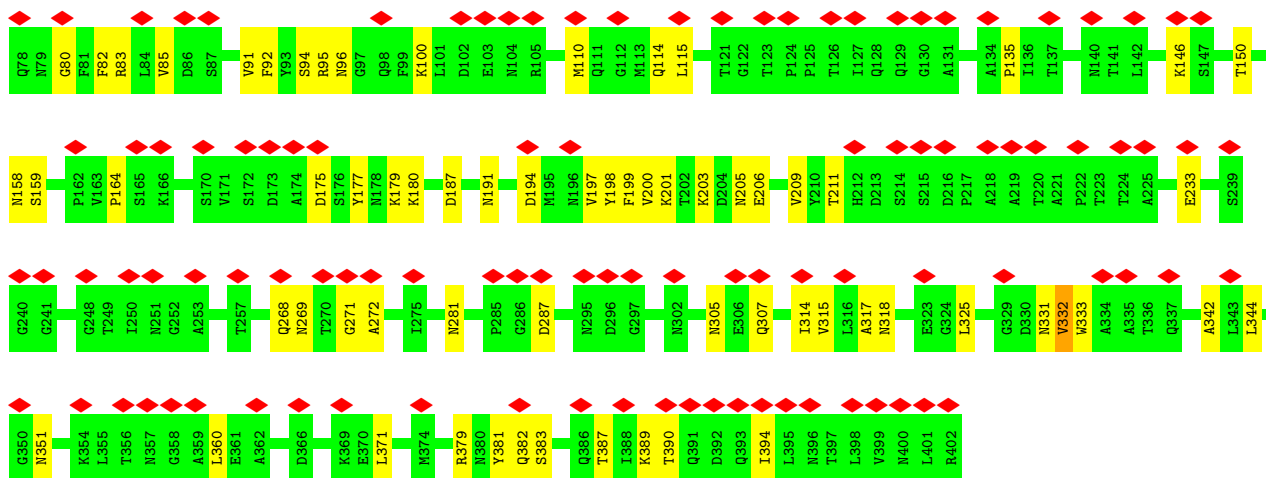 Q78 N79 G80 F81 F82 R83 L84 V85 D86 S87 V91 F92 Y93 S94 R95 N96 G97 Q98 F99 K100 L101 D102 E103 N104 R105 M110 Q111 G112 M113 Q114 L115 T121 G122 T123 P124 P125 T126 I127 Q128 Q129 G130 A131 A134 P135 I136 T137 N140 T141 L142 K146 S147 T150
N158 S159 P162 V163 P164 S165 K166 S170 V171 S172 D173 A174 D175 S176 Y177 N178 K179 K180 D187 N191 D194 M195 N196 V197 Y198 F199 V200 K201 T202 K203 D204 N205 E206 V209 Y210 T211 H212 D213 S214 S215 D216 P217 A218 A219 T220 A221 P222 T223 T224 A225 E233 S239
G240 G241 G248 T249 I250 N251 G252 A253 T257 Q268 N269 T270 G271 A272 I275 N281 P285 G286 D287 N295 D296 G297 N302 N305 E306 Q307 I314 V315 L316 A317 N318 E323 G324 L325 G329 D330 N331 V332 W333 A334 A335 T336 Q337 A342 L343 L344
G350 N351 K354 L355 T356 N357 G358 A359 L360 E361 A362 D366 K369 E370 L371 M374 R379 N380 Y381 Q382 S383 Q386 T387 I388 K389 T390 Q391 D392 Q393 I394 L395 N396 T397 L398 V399 N400 L401 R402